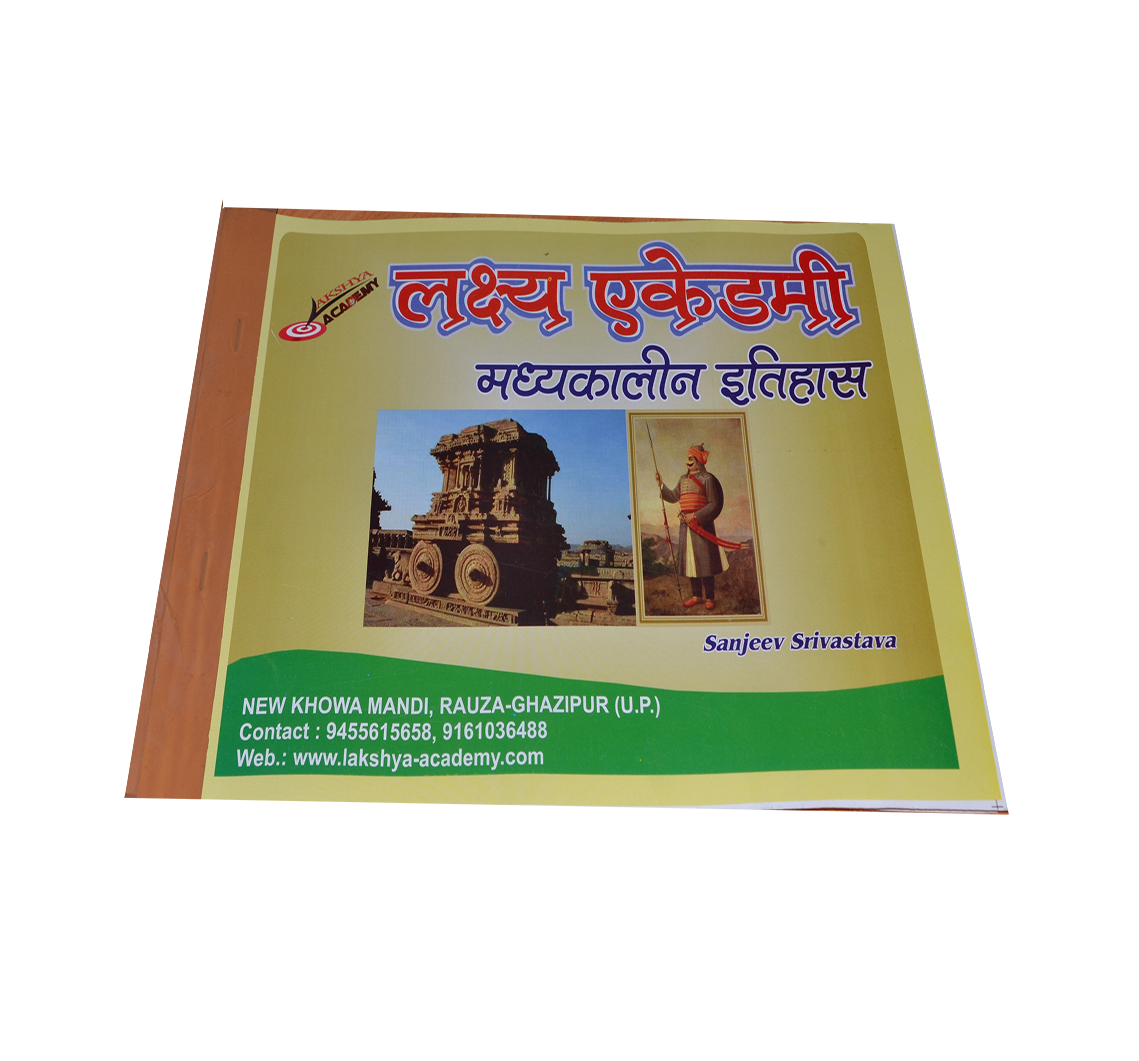 LAKSHYA
ACADEMY
लक्ष्य एकेडमी
मध्यकालीन इतिहास
Sanjeev Srivastava
NEW KHOWA MANDI, RAUZA-GHAZIPUR (U.P.)
Contact : 9455615658, 9161036488
Web.: www.lakshya-academy.com